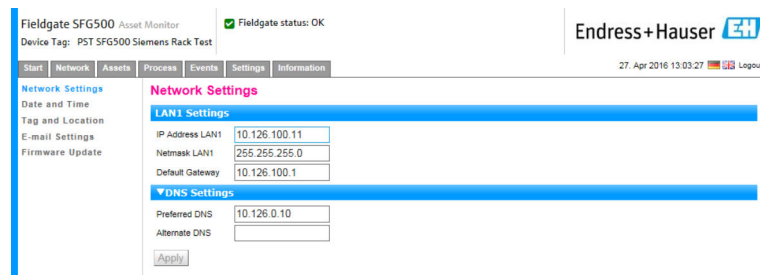 Fieldgate SFG500 Asset Monitor
Device Tag: PST SFG500 Siemens Rack Test
Fieldgate status: OK
Endress+Hauser EH
Start Network Assets Process Events Settings Information
27. Apr 2016 13:03:27 Logou
Network Settings
Date and Time
Tag and Location
E-mail Settings
Firmware Update
Network Settings
LAN1 Settings
IP Address LAN1 10.126.100.11
Netmask LAN1 255.255.255.0
Default Gateway 10.126.100.1
▼DNS Settings
Preferred DNS 10.126.0.10
Alternate DNS
Apply